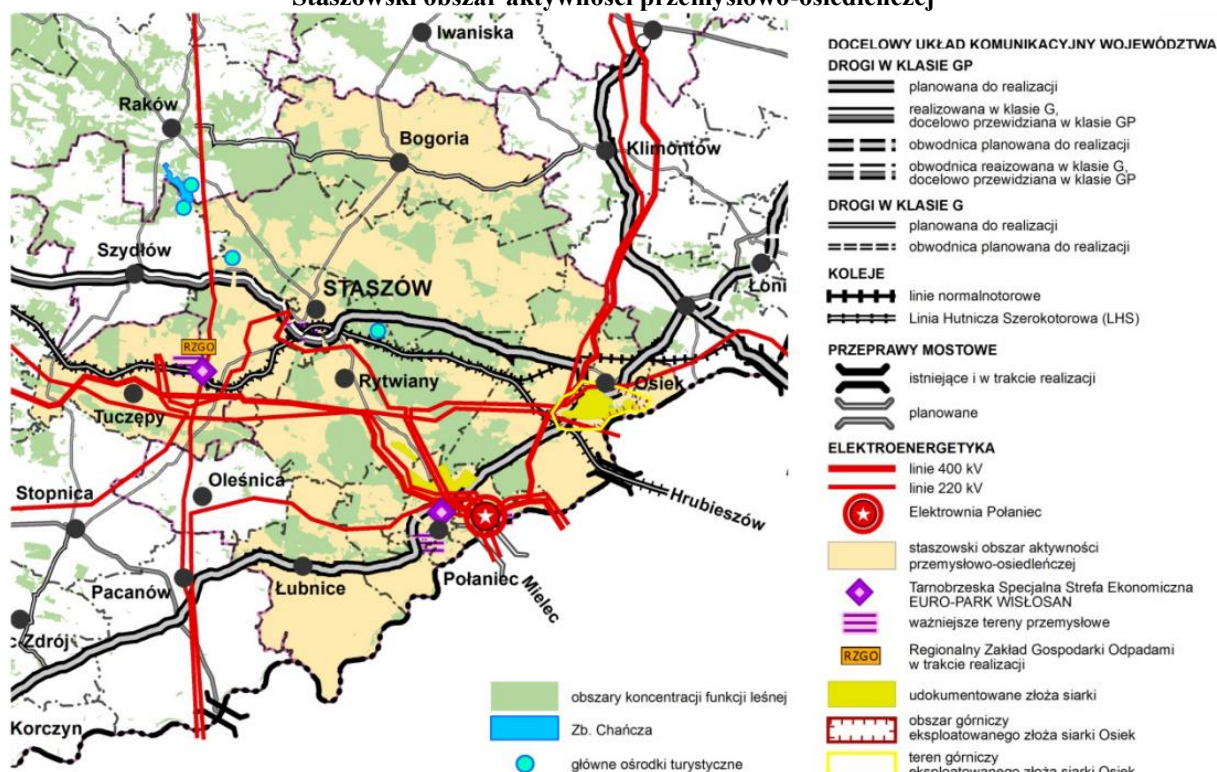 Staszowski obszar aktywności przemysłowo-osiedleńczej
Iwaniska
Raków
Bogoria
Klimontów
Szydłów
STASZÓW
Łoni
RZGO
Rytwiany
Osiek
Tuczępy
Oleśnica
Stopnica
Hrubieszów
Połaniec
Łubnice
Pacanów
Mielec
c Zdrój
Korczyn
obszary koncentracji funkcji leśnej
Zb. Chańcza
główne ośrodki turystyczne
DOCELOWY UKŁAD KOMUNIKACYJNY WOJEWÓDZTWA
DROGI W KLASIE GP
planowana do realizacji
realizowana w klasie G,
docelowo przewidziana w klasie GP
obwodnica planowana do realizacji
obwodnica reaizowana w klasie G,
docelowo przewidziana w klasie GP
DROGI W KLASIE G
planowana do realizacji
obwodnica planowana do realizacji
KOLEJE
linie normalnotorowe
Linia Hutnicza Szerokotorowa (LHS)
PRZEPRAWY MOSTOWE
istniejące i w trakcie realizacji
planowane
ELEKTROENERGETYKA
linie 400 kV
linie 220 kV
Elektrownia Połaniec
staszowski obszar aktywności
przemysłowo-osiedleńczej
Tarnobrzeska Specjalna Strefa Ekonomiczna
EURO-PARK WISŁOSAN
ważniejsze tereny przemysłowe
RZGO
Regionalny Zakład Gospodarki Odpadami
w trakcie realizacji
udokumentowane złoża siarki
obszar górniczy
eksploatowanego złoża siarki Osiek
teren górniczy
eksploatowanego złoża siarki Osiek